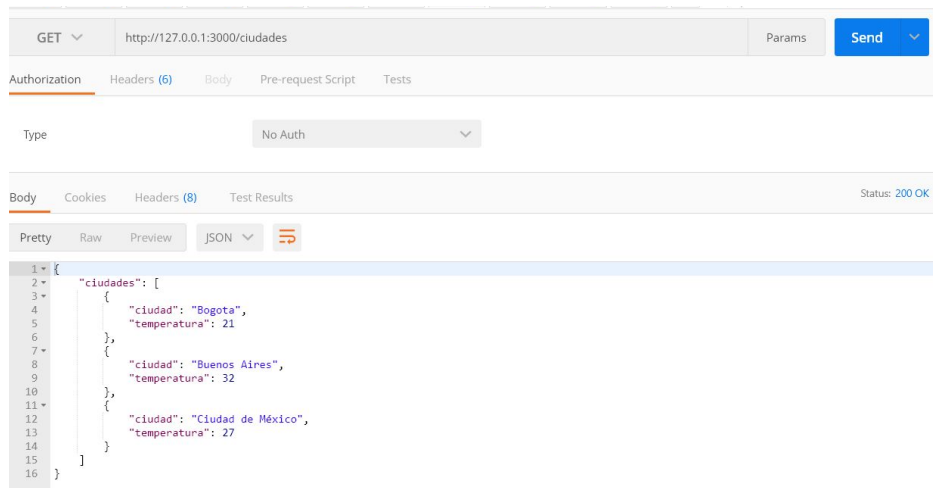 GET http://127.0.0.1:3000/ciudades Params Send
Authorization Headers (6) Body Pre-request Script Tests
Type No Auth
Body Cookies Headers (8) Test Results Status: 200 OK
Pretty Raw Preview JSON
1 {
2 "ciudades": [
3 {
4 "ciudad": "Bogota",
5 "temperatura": 21
6 },
7 {
8 "ciudad": "Buenos Aires",
9 "temperatura": 32
10 },
11 {
12 "ciudad": "Ciudad de México",
13 "temperatura": 27
14 }
15 ]
16 }